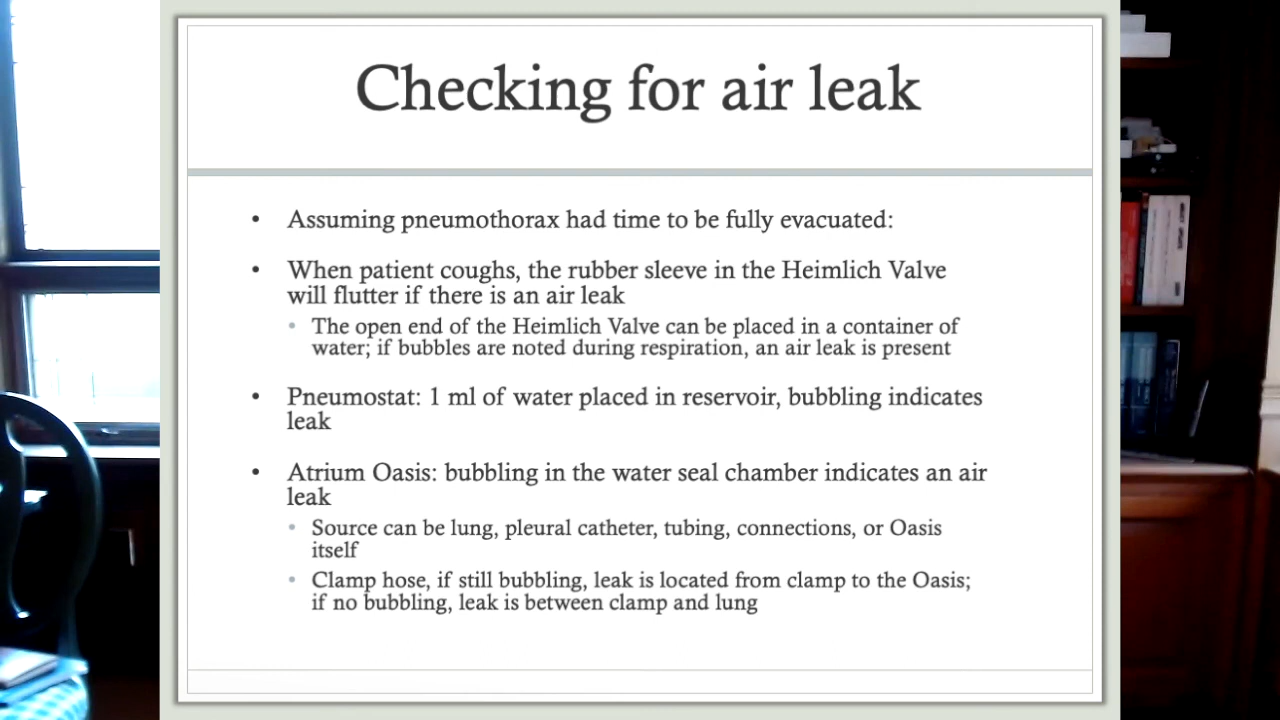 Checking for air leak
• Assuming pneumothorax had time to be fully evacuated:
• When patient coughs, the rubber sleeve in the Heimlich Valve
will flutter if there is an air leak
• The open end of the Heimlich Valve can be placed in a container of
water; if bubbles are noted during respiration, an air leak is present
• Pneumostat: 1 ml of water placed in reservoir, bubbling indicates
leak
• Atrium Oasis: bubbling in the water seal chamber indicates an air
leak
• Source can be lung, pleural catheter, tubing, connections, or Oasis
itself
• Clamp hose, if still bubbling, leak is located from clamp to the Oasis;
if no bubbling, leak is between clamp and lung